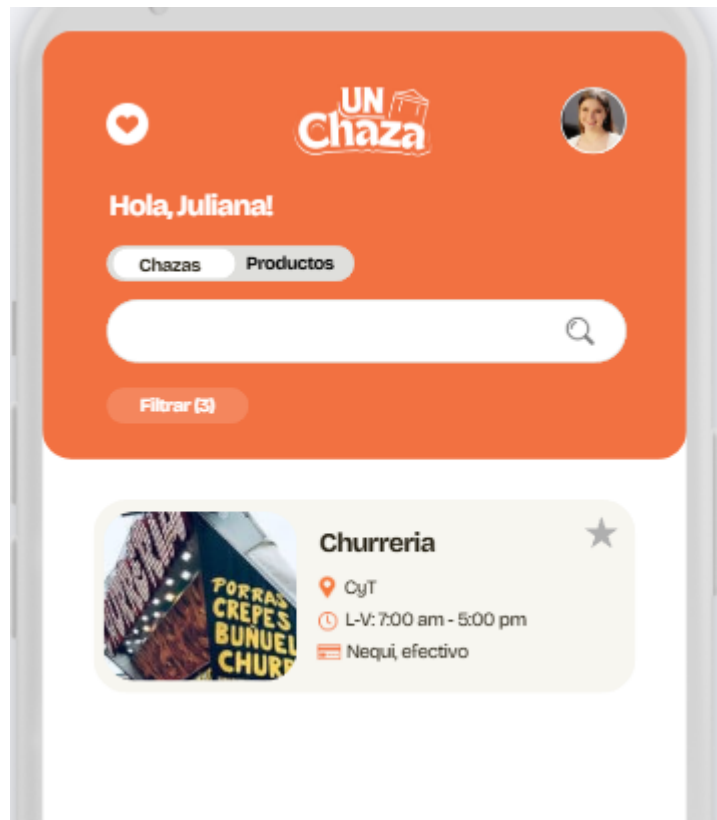 UN
Chaza
Hola, Juliana!
Chazas Productos
Filtrar (3)
Churreria
CyT
L-V: 7:00 am - 5:00 pm
Nequi, efectivo
PORRAS
CREPES
BUÑUEL
CHURR